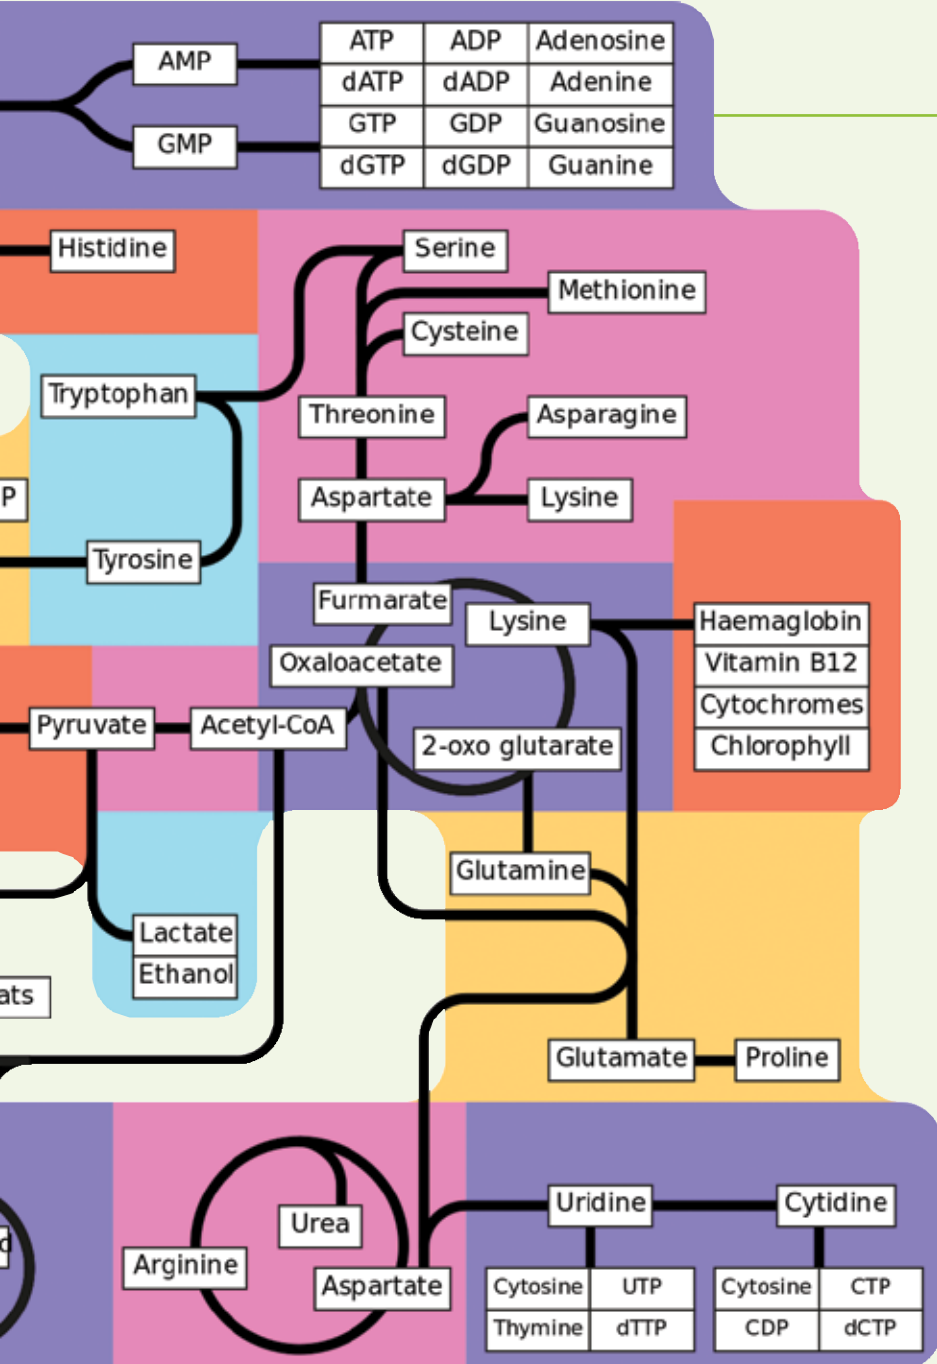 ATP ADP Adenosine
AMP
dATP dADP Adenine
GTP GDP Guanosine
GMP
dGTP dGDP Guanine
Histidine
Serine
Methionine
Cysteine
Tryptophan
Threonine
Asparagine
P
Aspartate
Lysine
Tyrosine
Furmarate
Lysine
Haemaglobin
Oxaloacetate
Vitamin B12
Cytochromes
Pyruvate
Acetyl-CoA
2-oxo glutarate
Chlorophyll
Glutamine
Lactate
Ethanol
ats
Glutamate
Proline
Uridine
Cytidine
Urea
d
Arginine
Aspartate
Cytosine UTP
Cytosine CTP
Thymine dTTP
CDP dCTP